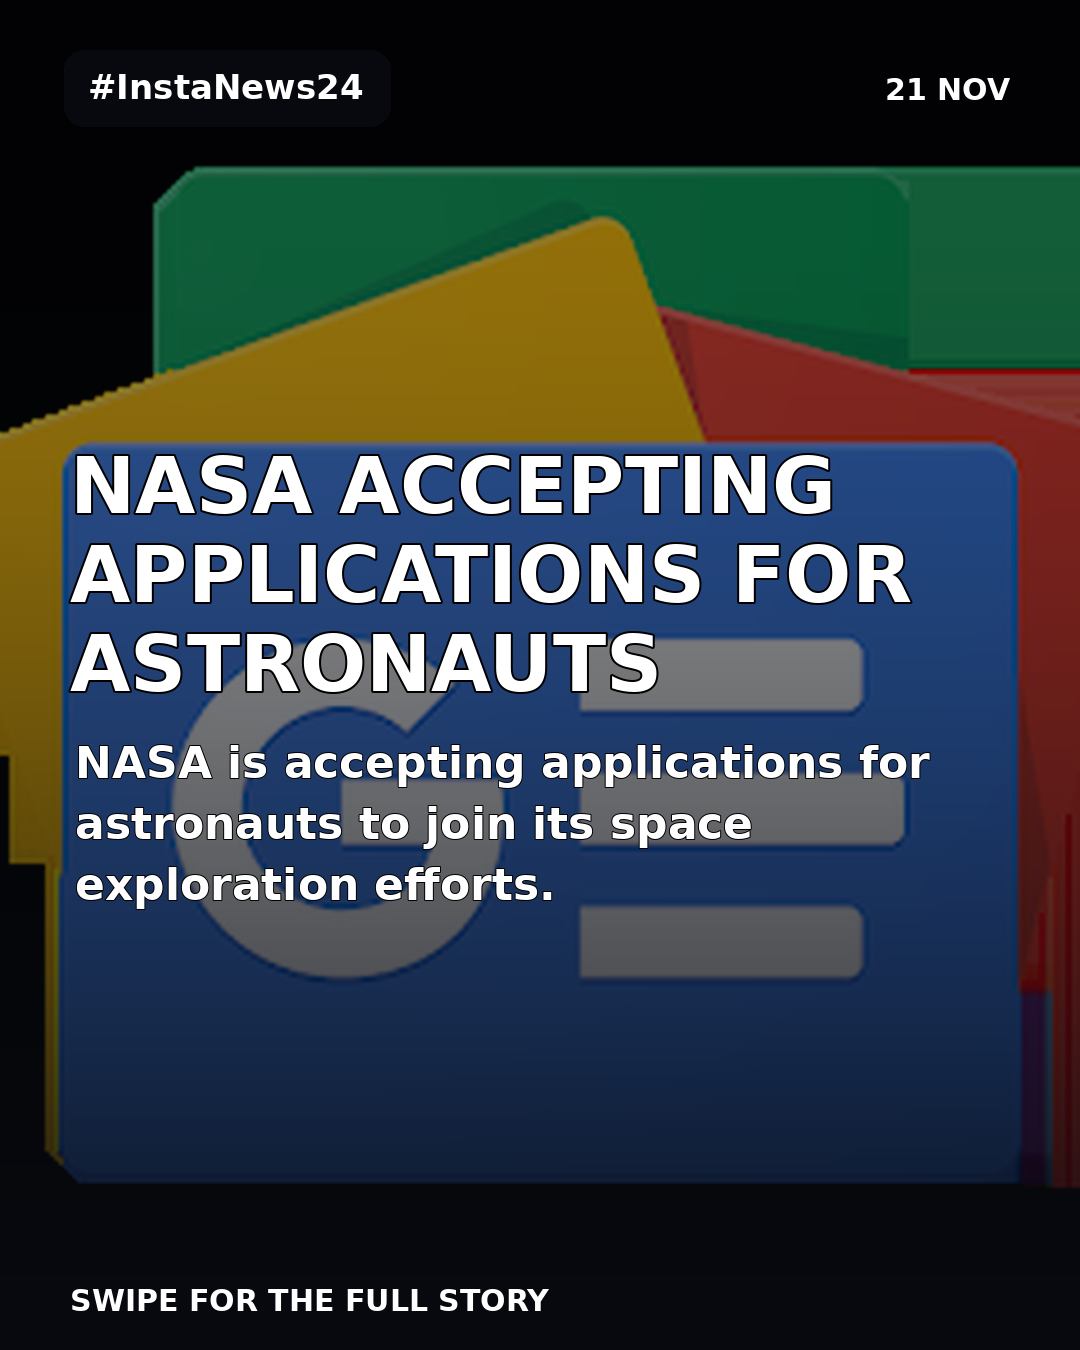 #InstaNews24
21 NOV
NASA ACCEPTING
APPLICATIONS FOR
ASTRONAUTS
NASA is accepting applications for
astronauts to join its space
exploration efforts.
SWIPE FOR THE FULL STORY